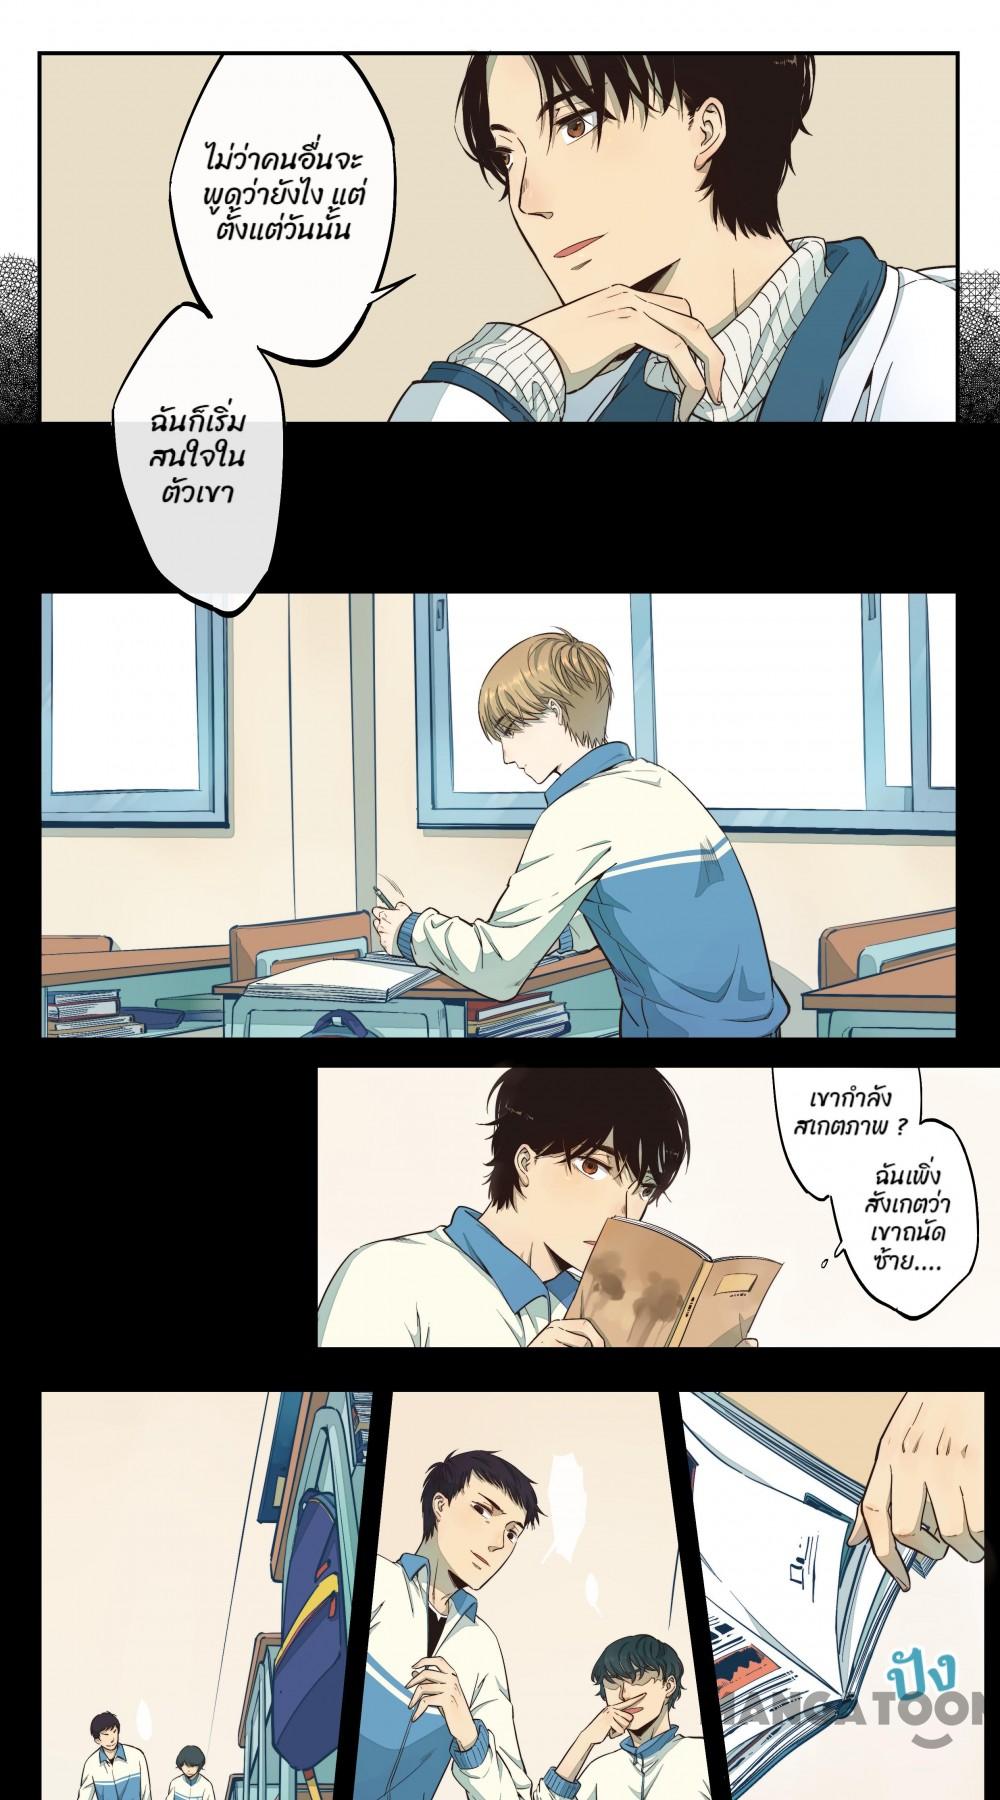 ไม่ว่าคนอื่นจะ
พูดว่ายังไง แต่
ตั้งแต่วันนั้น
ฉันก็เริ่ม
สนใจใน
ตัวเขา
เขากำลัง
สเกตภาพ ?
ฉันเพิ่ง
สังเกตว่า
เขาถนัด
ซ้าย....
ปัง
MANGATOON